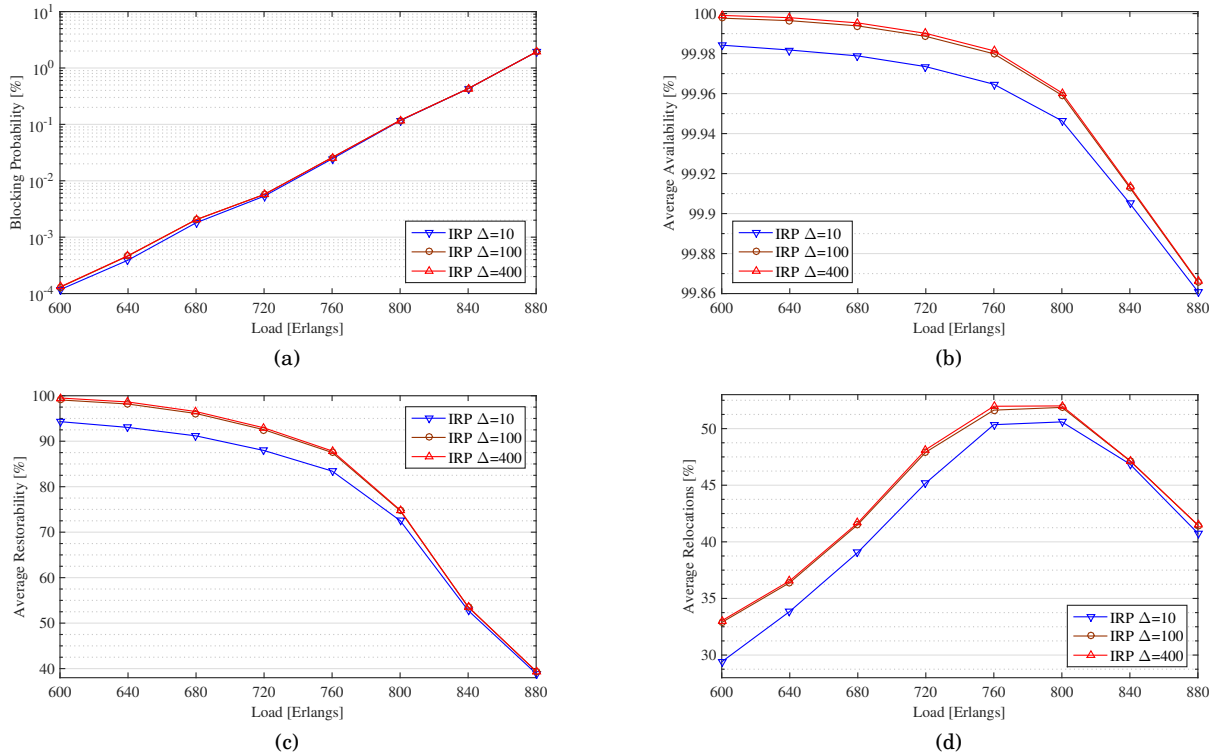 10^2
10^1
10^0
10^-1
10^-2
10^-3
10^-4
Blocking Probability [%]
IRP Δ=10
IRP Δ=100
IRP Δ=400
600 640 680 720 760 800 840 880
Load [Erlangs]
(a)
100
99.98
99.96
99.94
99.92
99.9
99.88
99.86
Average Availability [%]
IRP Δ=10
IRP Δ=100
IRP Δ=400
600 640 680 720 760 800 840 880
Load [Erlangs]
(b)
100
90
80
70
60
50
40
Average Restorability [%]
IRP Δ=10
IRP Δ=100
IRP Δ=400
600 640 680 720 760 800 840 880
Load [Erlangs]
(c)
50
45
40
35
30
Average Relocations [%]
IRP Δ=10
IRP Δ=100
IRP Δ=400
600 640 680 720 760 800 840 880
Load [Erlangs]
(d)